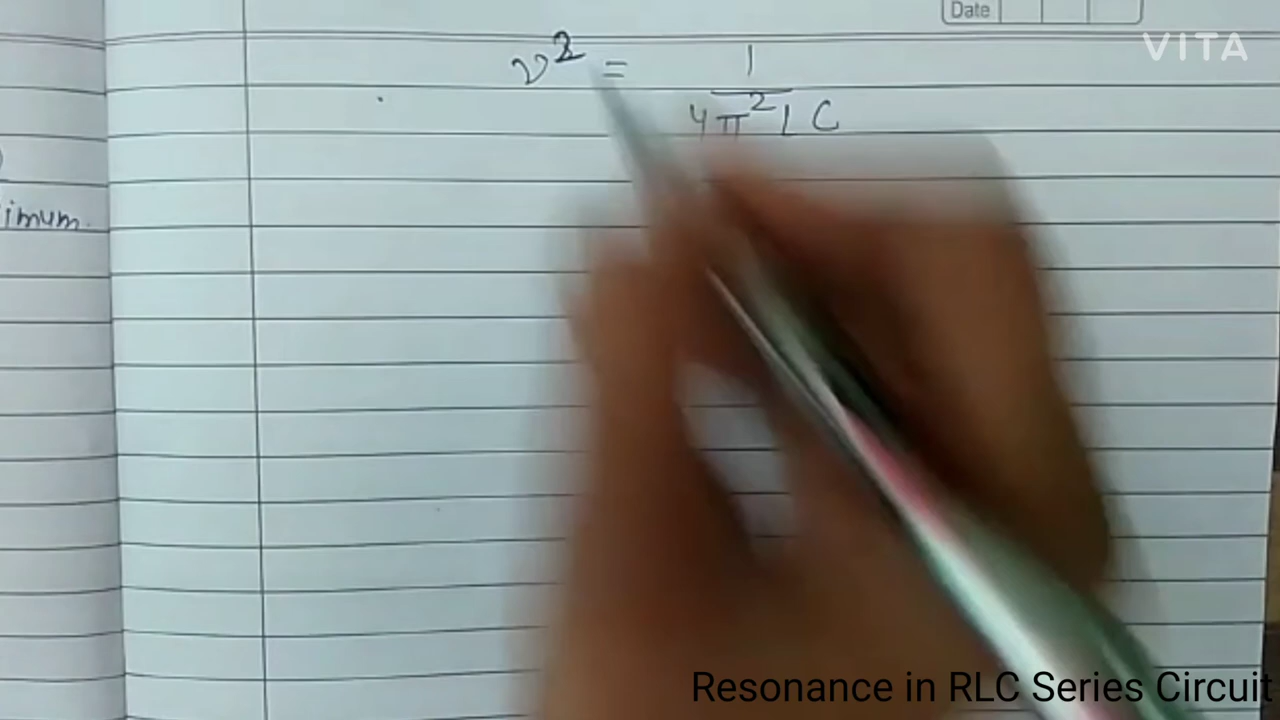 Date
VITA
ν² = 1
4π²LC
imum.
Resonance in RLC Series Circuit